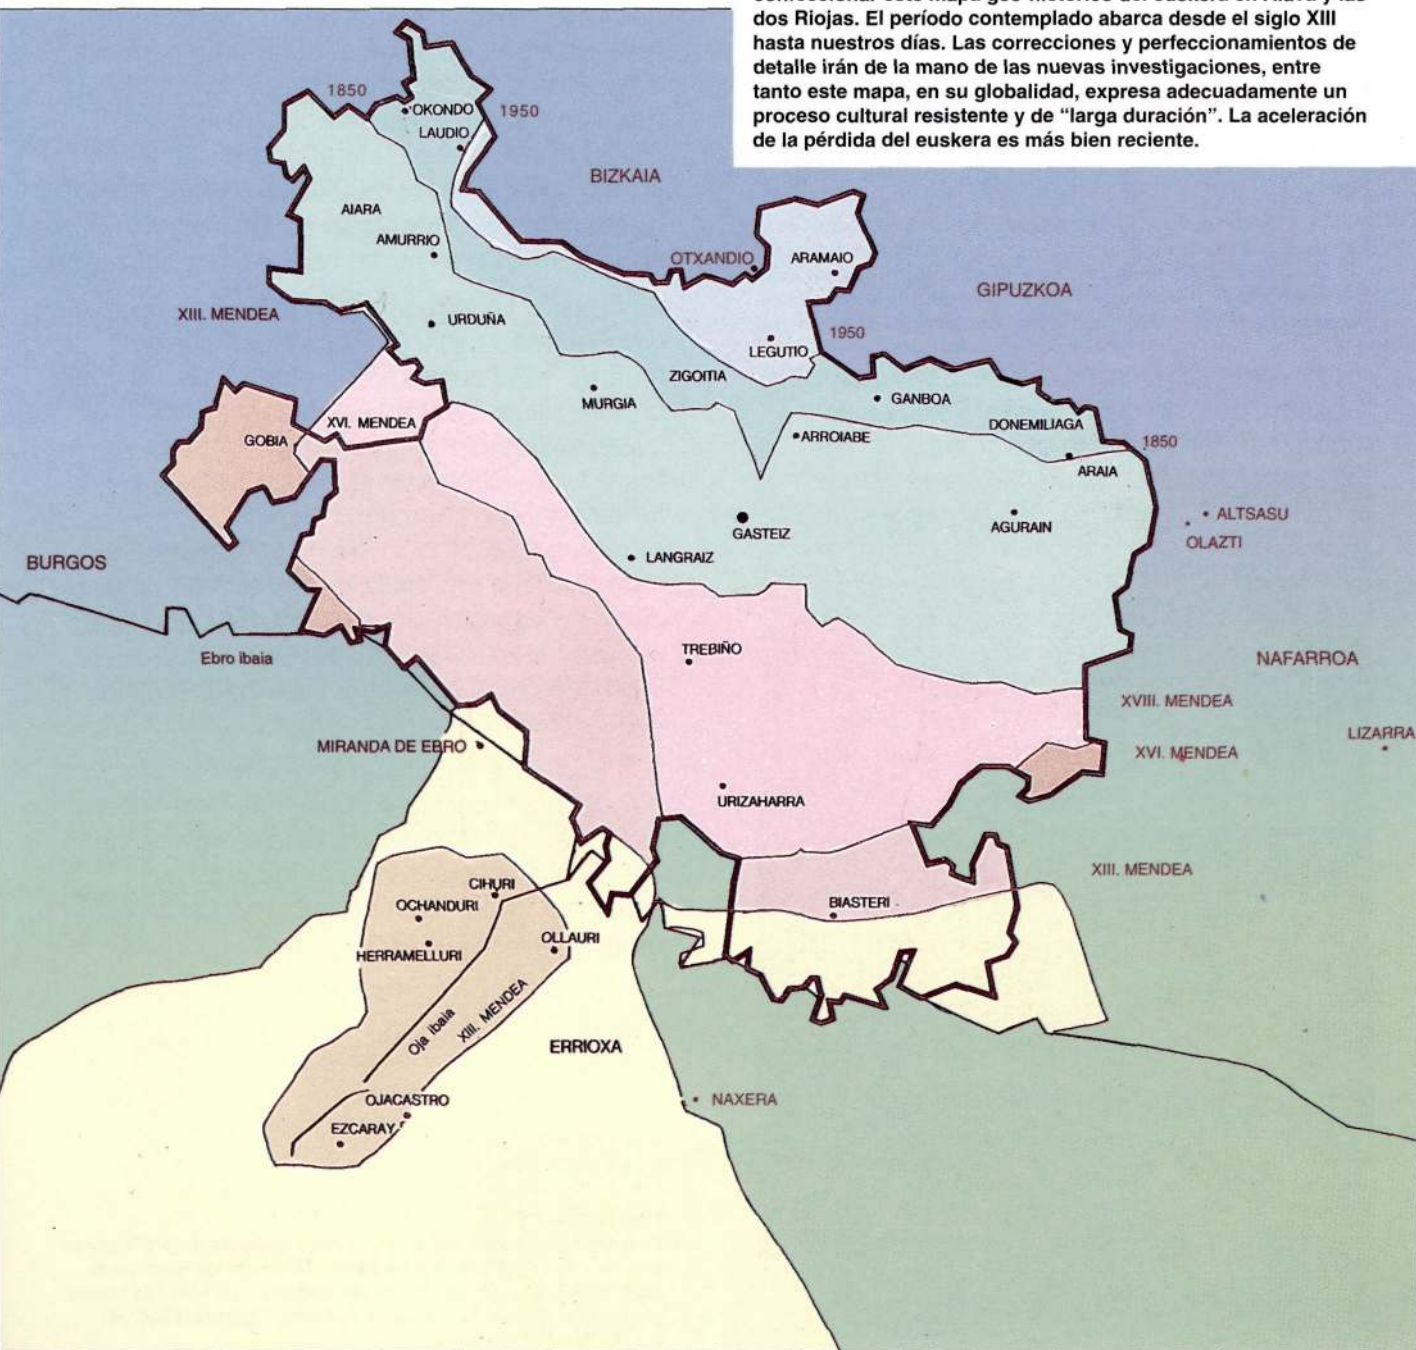 dos Riojas. El período contemplado abarca desde el siglo XIII
hasta nuestros días. Las correcciones y perfeccionamientos de
detalle irán de la mano de las nuevas investigaciones, entre
tanto este mapa, en su globalidad, expresa adecuadamente un
proceso cultural resistente y de “larga duración”. La aceleración
de la pérdida del euskera es más bien reciente.
1850
OKONDO
1950
LAUDIO
BIZKAIA
AIARA
AMURRIO
OTXANDIO
ARAMAIO
GIPUZKOA
XIII. MENDEA
URDUÑA
1950
LEGUTIO
ZIGOITIA
MURGIA
GANBOA
XVI. MENDEA
DONEMILIAGA
GOBIA
ARROIABE
1850
ARAIA
ALTSASU
GASTEIZ
AGURAIN
OLAZTI
LANGRAIZ
BURGOS
Ebro ibaia
TREBIÑO
NAFARROA
XVIII. MENDEA
LIZARRA
MIRANDA DE EBRO
XVI. MENDEA
URIZAHARRA
XIII. MENDEA
CIHURI
OCHANDURI
BIASTERI
OLLAURI
HERRAMELLURI
Oja ibaia
XIII. MENDEA
ERRIOXA
OJACASTRO
NAXERA
EZCARAY